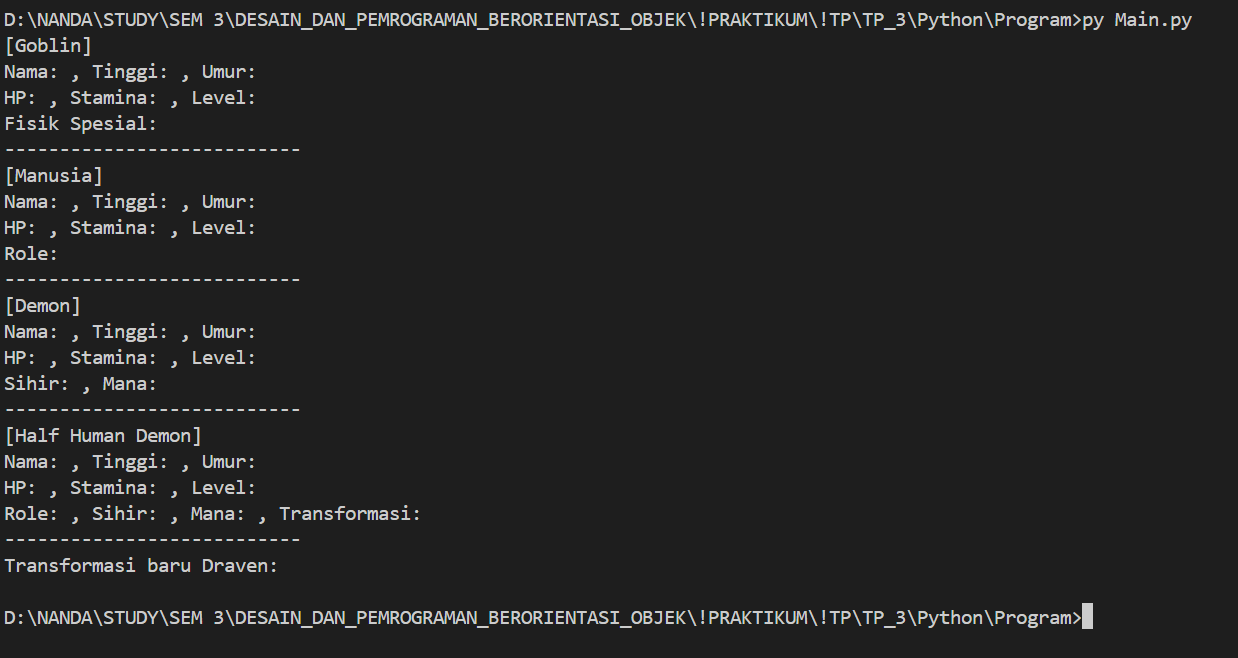 D:\NANDA\STUDY\SEM 3\DESAIN_DAN_PEMROGRAMAN_BERORIENTASI_OBJEK\!PRAKTIKUM\!TP\TP_3\Python\Program>py Main.py
[Goblin]
Nama: , Tinggi: , Umur:
HP: , Stamina: , Level:
Fisik Spesial:
---------------------------
[Manusia]
Nama: , Tinggi: , Umur:
HP: , Stamina: , Level:
Role:
---------------------------
[Demon]
Nama: , Tinggi: , Umur:
HP: , Stamina: , Level:
Sihir: , Mana:
---------------------------
[Half Human Demon]
Nama: , Tinggi: , Umur:
HP: , Stamina: , Level:
Role: , Sihir: , Mana: , Transformasi:
---------------------------
Transformasi baru Draven:
D:\NANDA\STUDY\SEM 3\DESAIN_DAN_PEMROGRAMAN_BERORIENTASI_OBJEK\!PRAKTIKUM\!TP\TP_3\Python\Program>